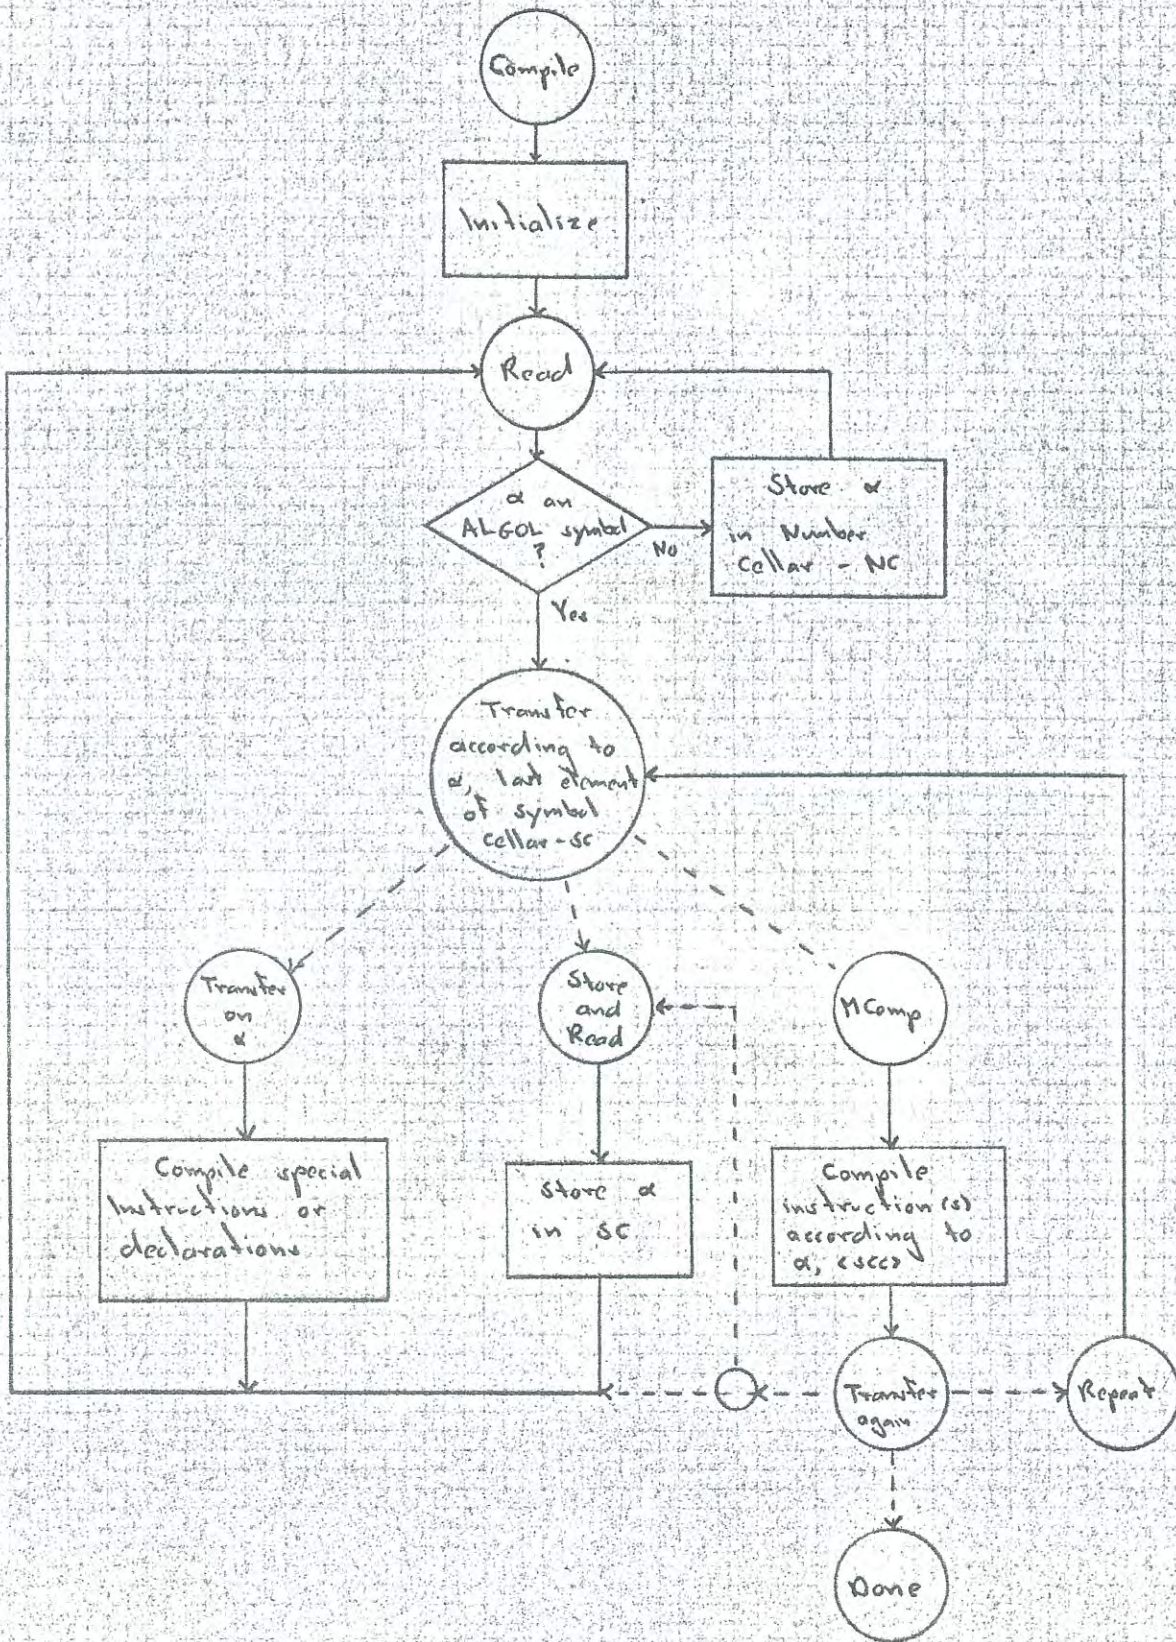 Compile
Initialize
Read
α an
ALGOL symbol
?
No
Store α
in Number
Cellar - NC
Yes
Transfer
according to
α, last element
of symbol
cellar - SC
Transfer
on
α
Store
and
Read
MComp
Compile special
Instructions or
declarations
Store α
in SC
Compile
instruction(s)
according to
α,
Transfer
again
Repeat
Done